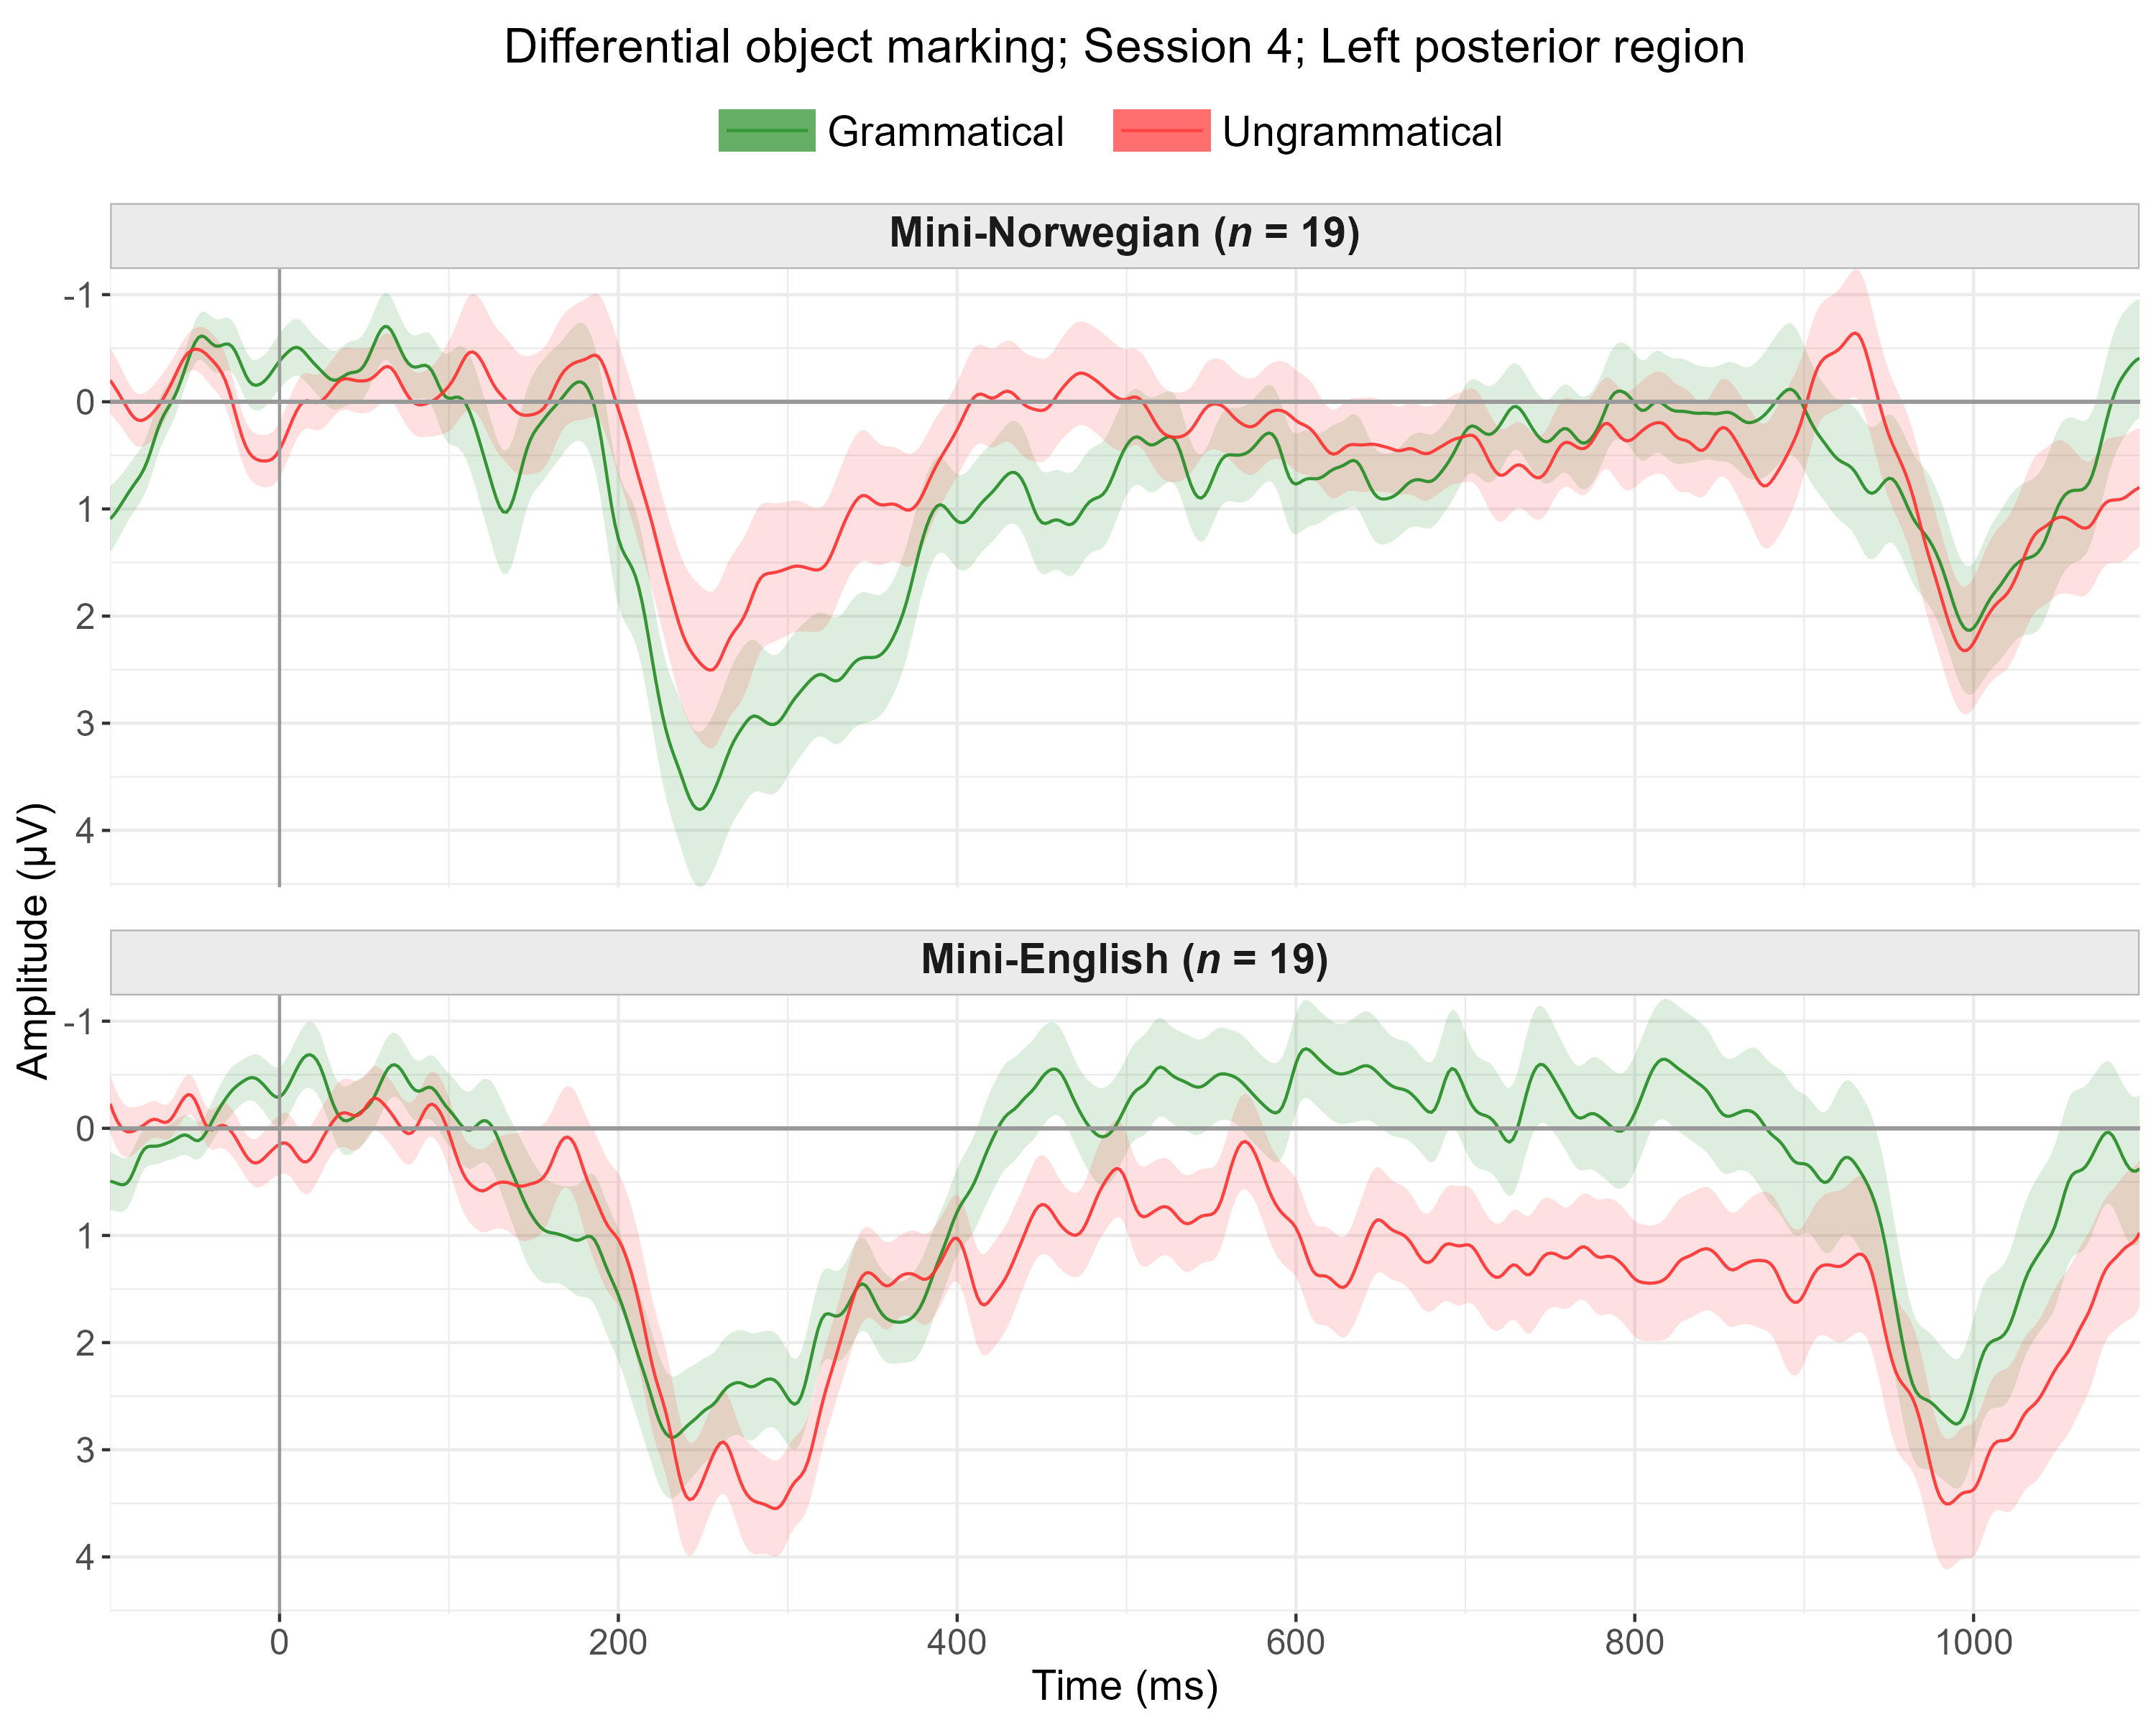 Differential object marking; Session 4; Left posterior region
Grammatical
Ungrammatical
Mini-Norwegian (n = 19)
-1
0
1
2
3
4
Amplitude (µV)
Mini-English (n = 19)
-1
0
1
2
3
4
0
200
400
600
800
1000
Time (ms)